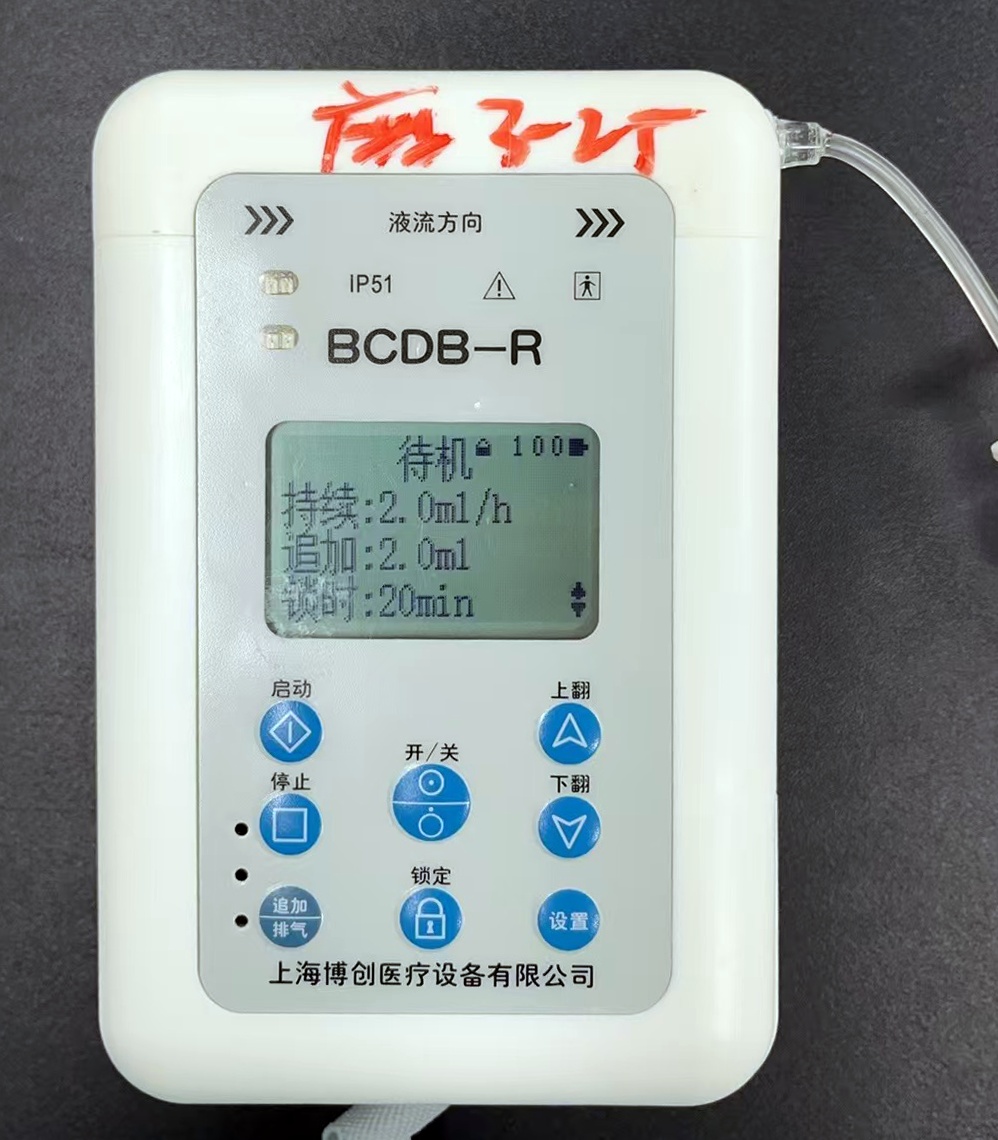 液流方向
IP51
BCDB-R
待机 100
持续:2.0ml/h
追加:2.0ml
锁时:20min
启动
上翻
开/关
停止
下翻
锁定
追加
排气
设置
上海博创医疗设备有限公司